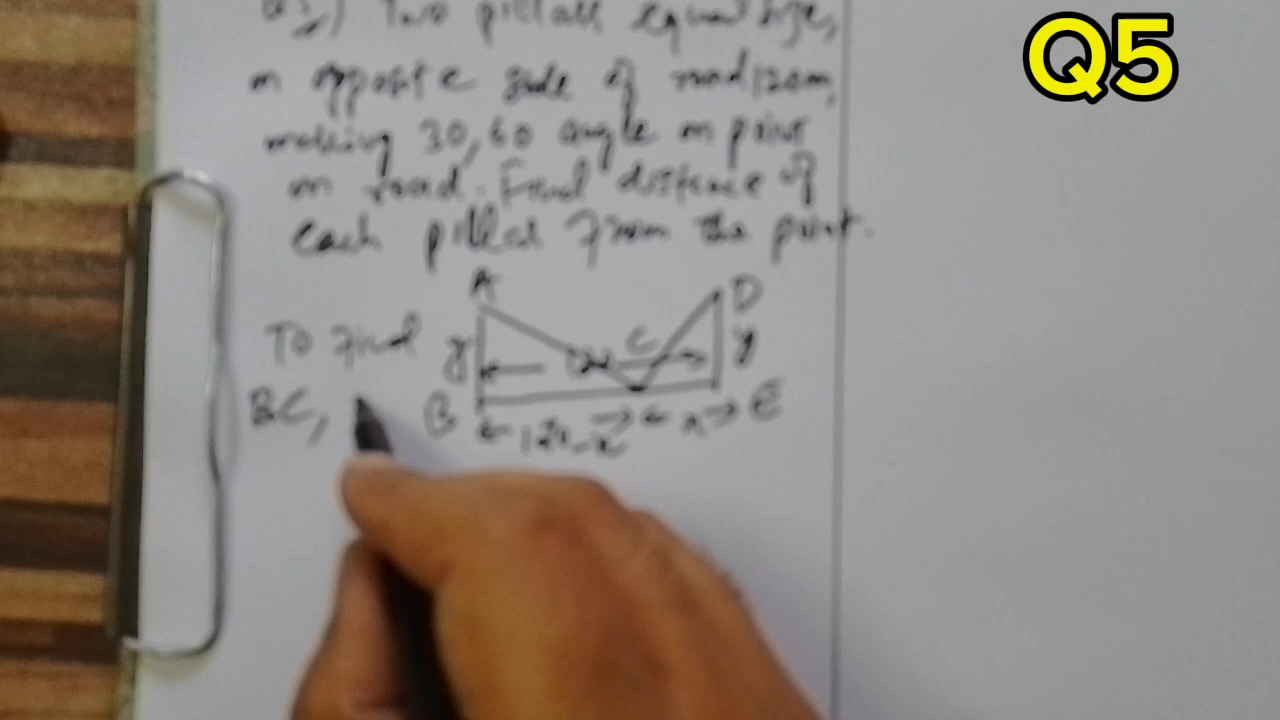 Q5
Two pillars equal size,
on opposite side of road 120m,
making 30, 60 angle on point
on road. Find distance of
each pillar from the point.
A
D
To find
y
C
y
BC,
B
E
120-x
x